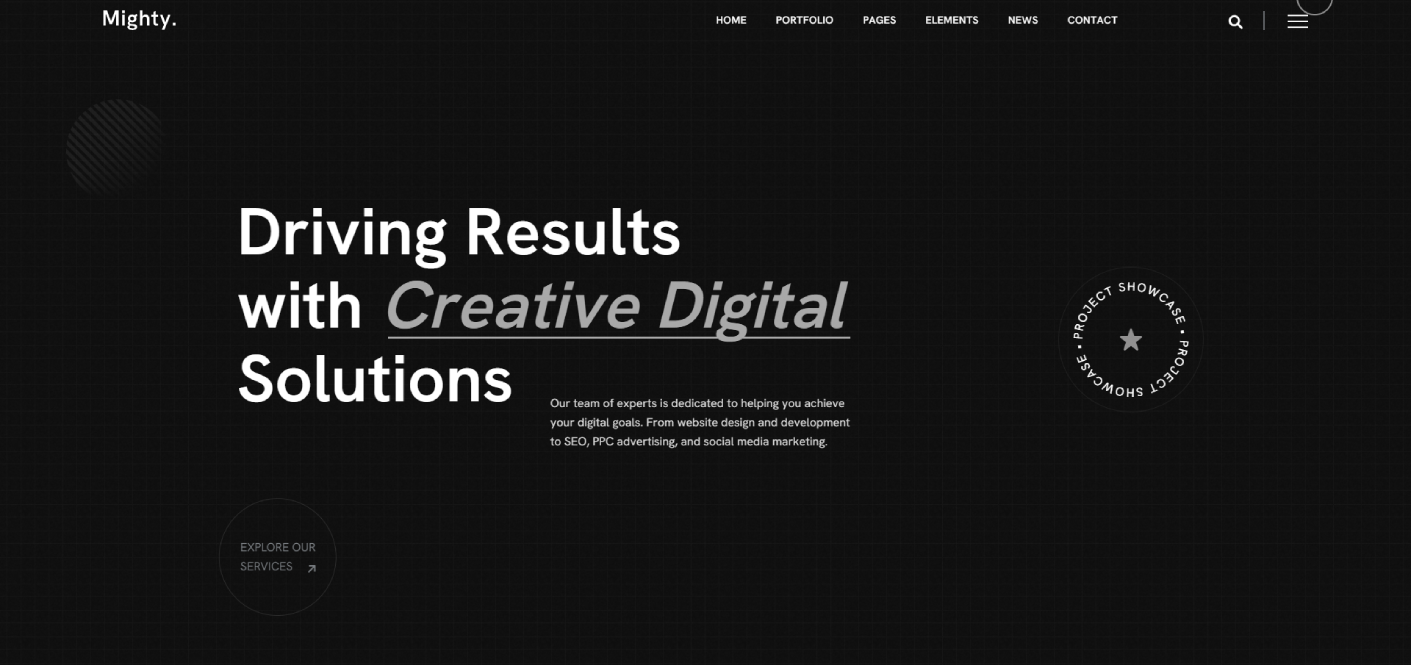 Mighty.
HOME PORTFOLIO PAGES ELEMENTS NEWS CONTACT
Driving Results
with Creative Digital
Solutions
Our team of experts is dedicated to helping you achieve
your digital goals. From website design and development
to SEO, PPC advertising, and social media marketing.
PROJECT SHOWCASE • PROJECT SHOWCASE •
EXPLORE OUR
SERVICES